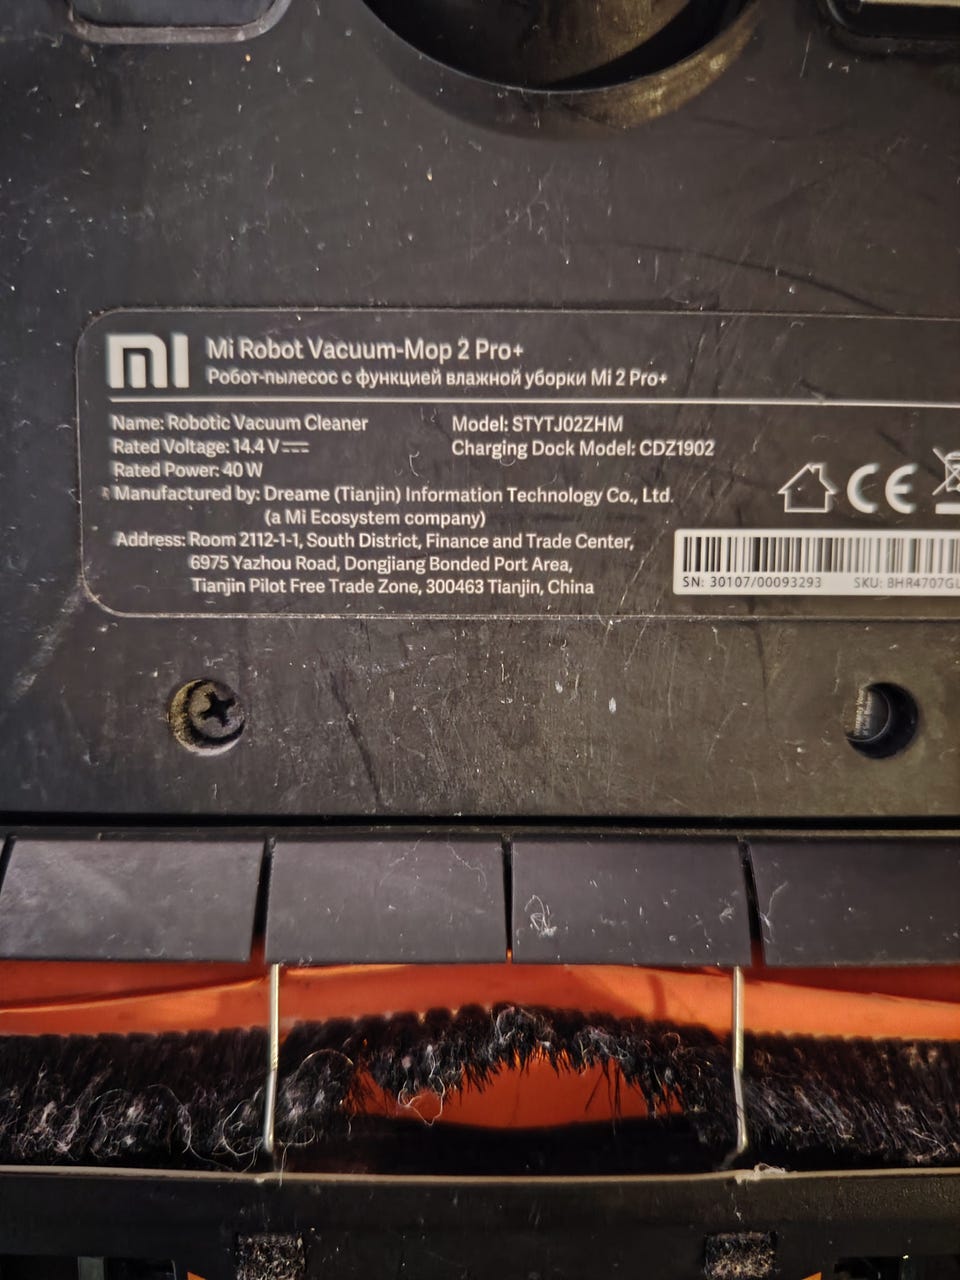 mi Mi Robot Vacuum-Mop 2 Pro+
Робот-пылесос с функцией влажной уборки Mi 2 Pro+
Name: Robotic Vacuum Cleaner
Rated Voltage: 14.4 V
Rated Power: 40 W
Model: STYTJ02ZHM
Charging Dock Model: CDZ1902
Manufactured by: Dreame (Tianjin) Information Technology Co., Ltd.
(a Mi Ecosystem company)
Address: Room 2112-1-1, South District, Finance and Trade Center,
6975 Yazhou Road, Dongjiang Bonded Port Area,
Tianjin Pilot Free Trade Zone, 300463 Tianjin, China
CE
SN: 30107/00093293 SKU: BHR4707GL